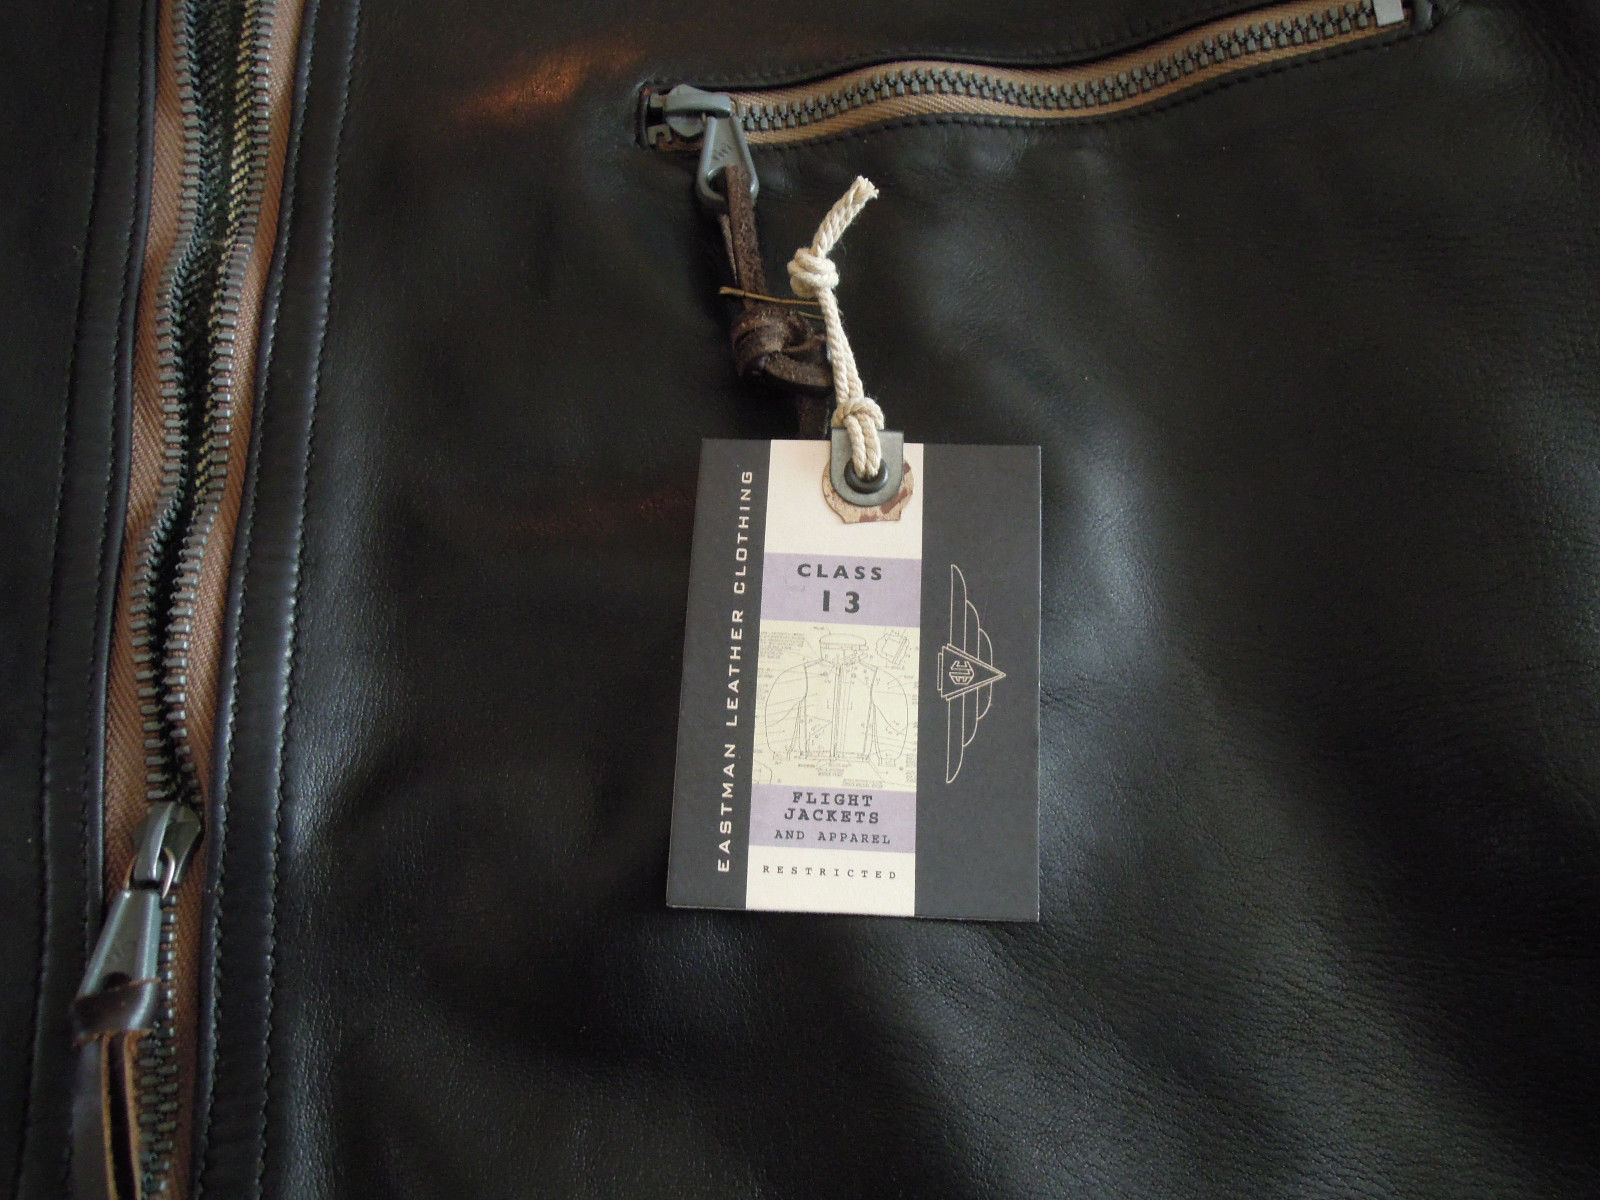 EASTMAN LEATHER CLOTHING
CLASS
13
FLIGHT
JACKETS
AND APPAREL
RESTRICTED